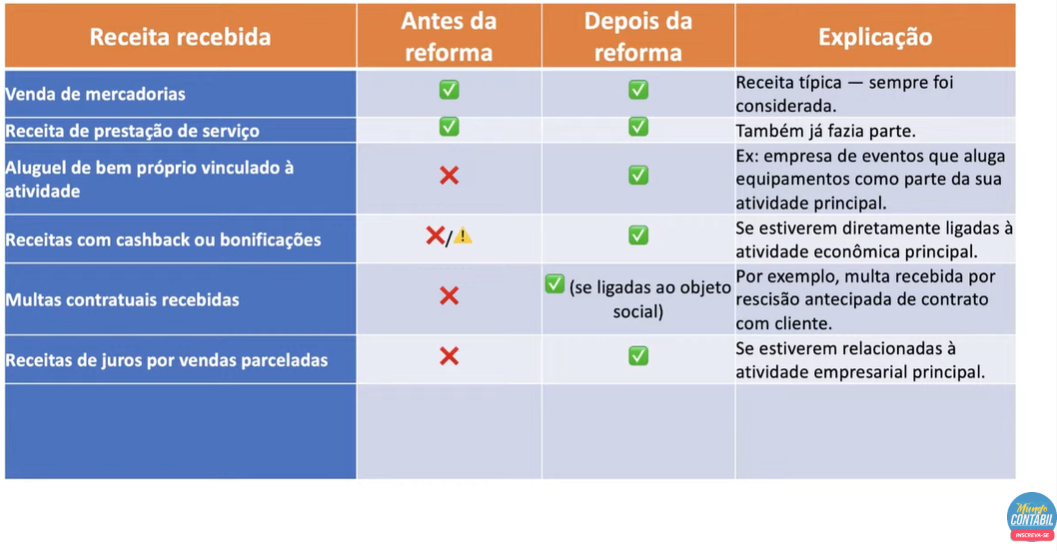 Receita recebida
Antes da
reforma
Depois da
reforma
Explicação
Venda de mercadorias
✅
✅
Receita típica — sempre foi
considerada.
Receita de prestação de serviço
✅
✅
Também já fazia parte.
Aluguel de bem próprio vinculado à
atividade
❌
✅
Ex: empresa de eventos que aluga
equipamentos como parte da sua
atividade principal.
Receitas com cashback ou bonificações
❌/⚠️
✅
Se estiverem diretamente ligadas à
atividade econômica principal.
Multas contratuais recebidas
❌
✅ (se ligadas ao objeto
social)
Por exemplo, multa recebida por
rescisão antecipada de contrato
com cliente.
Receitas de juros por vendas parceladas
❌
✅
Se estiverem relacionadas à
atividade empresarial principal.
Mundo
CONTÁBIL
INSCREVA-SE